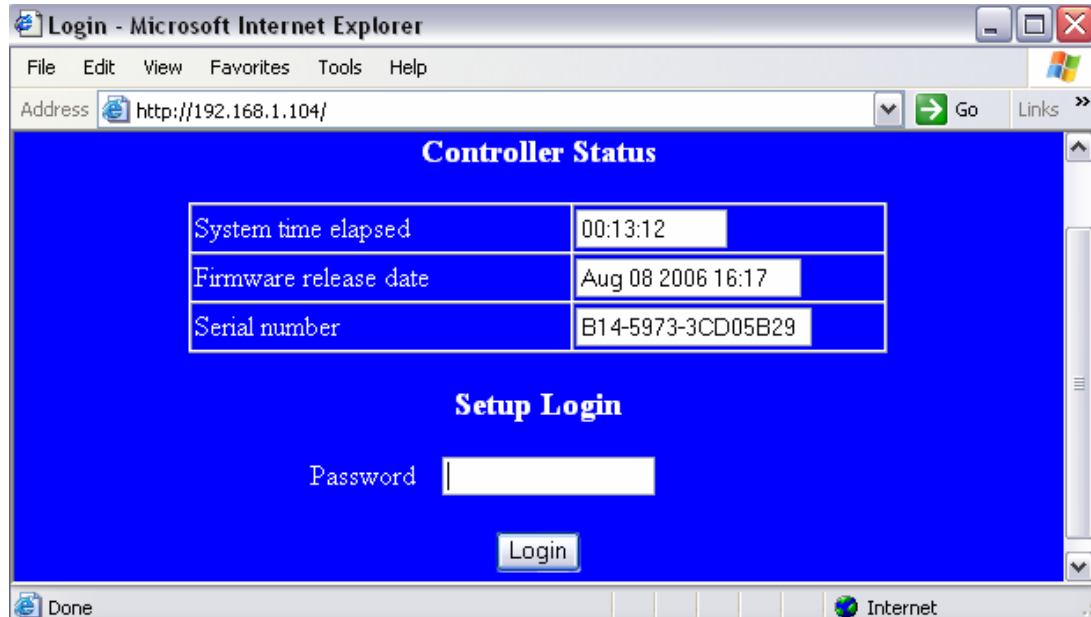 Login - Microsoft Internet Explorer
File Edit View Favorites Tools Help
Address http://192.168.1.104/ Go Links »
Controller Status
System time elapsed 00:13:12
Firmware release date Aug 08 2006 16:17
Serial number B14-5973-3CD05B29
Setup Login
Password
Login
Done Internet